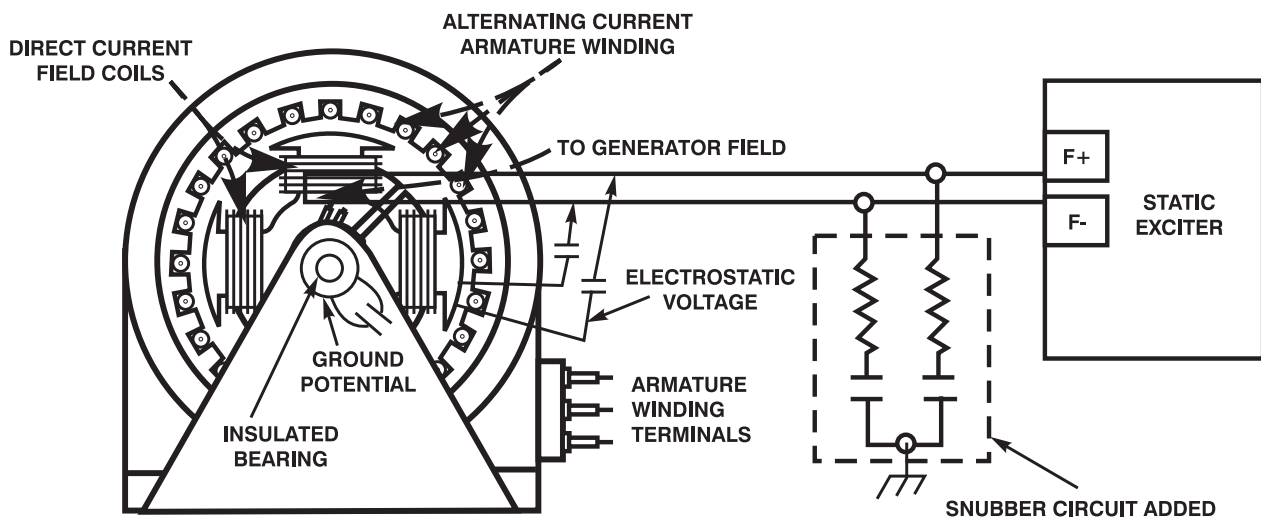 ALTERNATING CURRENT
ARMATURE WINDING
DIRECT CURRENT
FIELD COILS
TO GENERATOR FIELD
F+
F-
STATIC
EXCITER
ELECTROSTATIC
VOLTAGE
GROUND
POTENTIAL
INSULATED
BEARING
ARMATURE
WINDING
TERMINALS
SNUBBER CIRCUIT ADDED